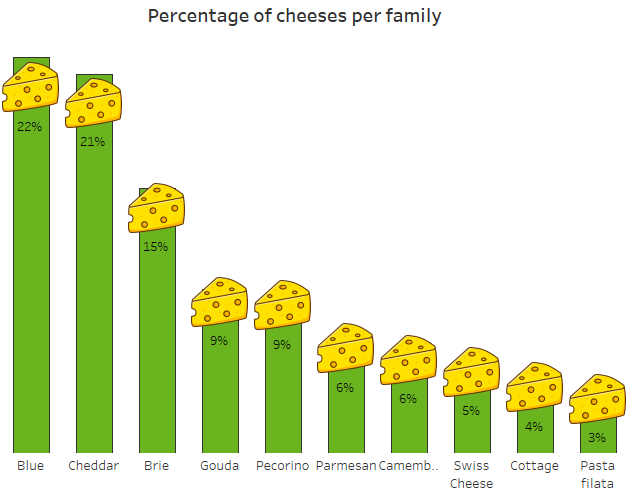 Percentage of cheeses per family
22%
21%
15%
9%
9%
6%
6%
5%
4%
3%
Blue
Cheddar
Brie
Gouda
Pecorino
Parmesan
Camemb..
Swiss
Cheese
Cottage
Pasta
filata